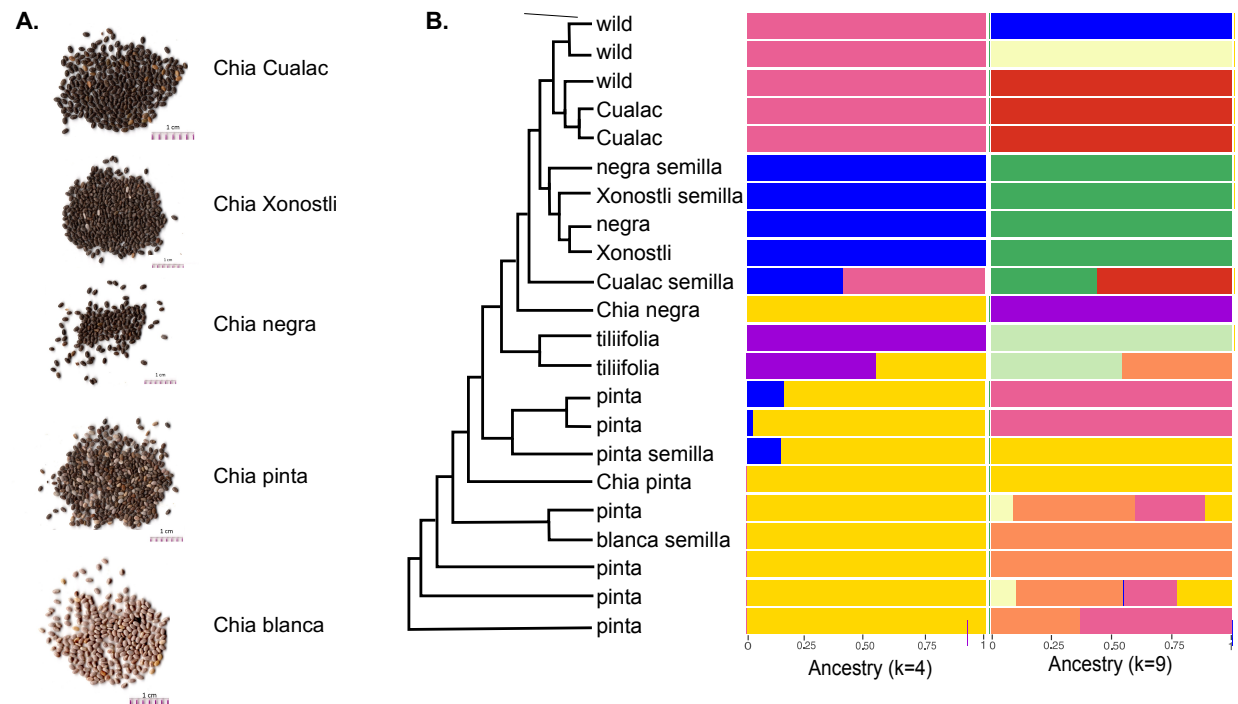 A.
Chia Cualac
1 cm
Chia Xonostli
1 cm
Chia negra
1 cm
Chia pinta
1 cm
Chia blanca
1 cm
B.
wild
wild
wild
Cualac
Cualac
negra semilla
Xonostli semilla
negra
Xonostli
Cualac semilla
Chia negra
tiliifolia
tiliifolia
pinta
pinta
pinta semilla
Chia pinta
pinta
blanca semilla
pinta
pinta
pinta
0 0.25 0.50 0.75 1
Ancestry (k=4)
0 0.25 0.50 0.75 1
Ancestry (k=9)